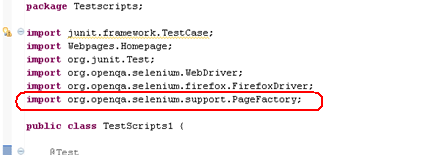 package Testscripts;
import junit.framework.TestCase;
import Webpages.Homepage;
import org.junit.Test;
import org.openqa.selenium.WebDriver;
import org.openqa.selenium.firefox.FirefoxDriver;
import org.openqa.selenium.support.PageFactory;
public class TestScripts1 {
@Test